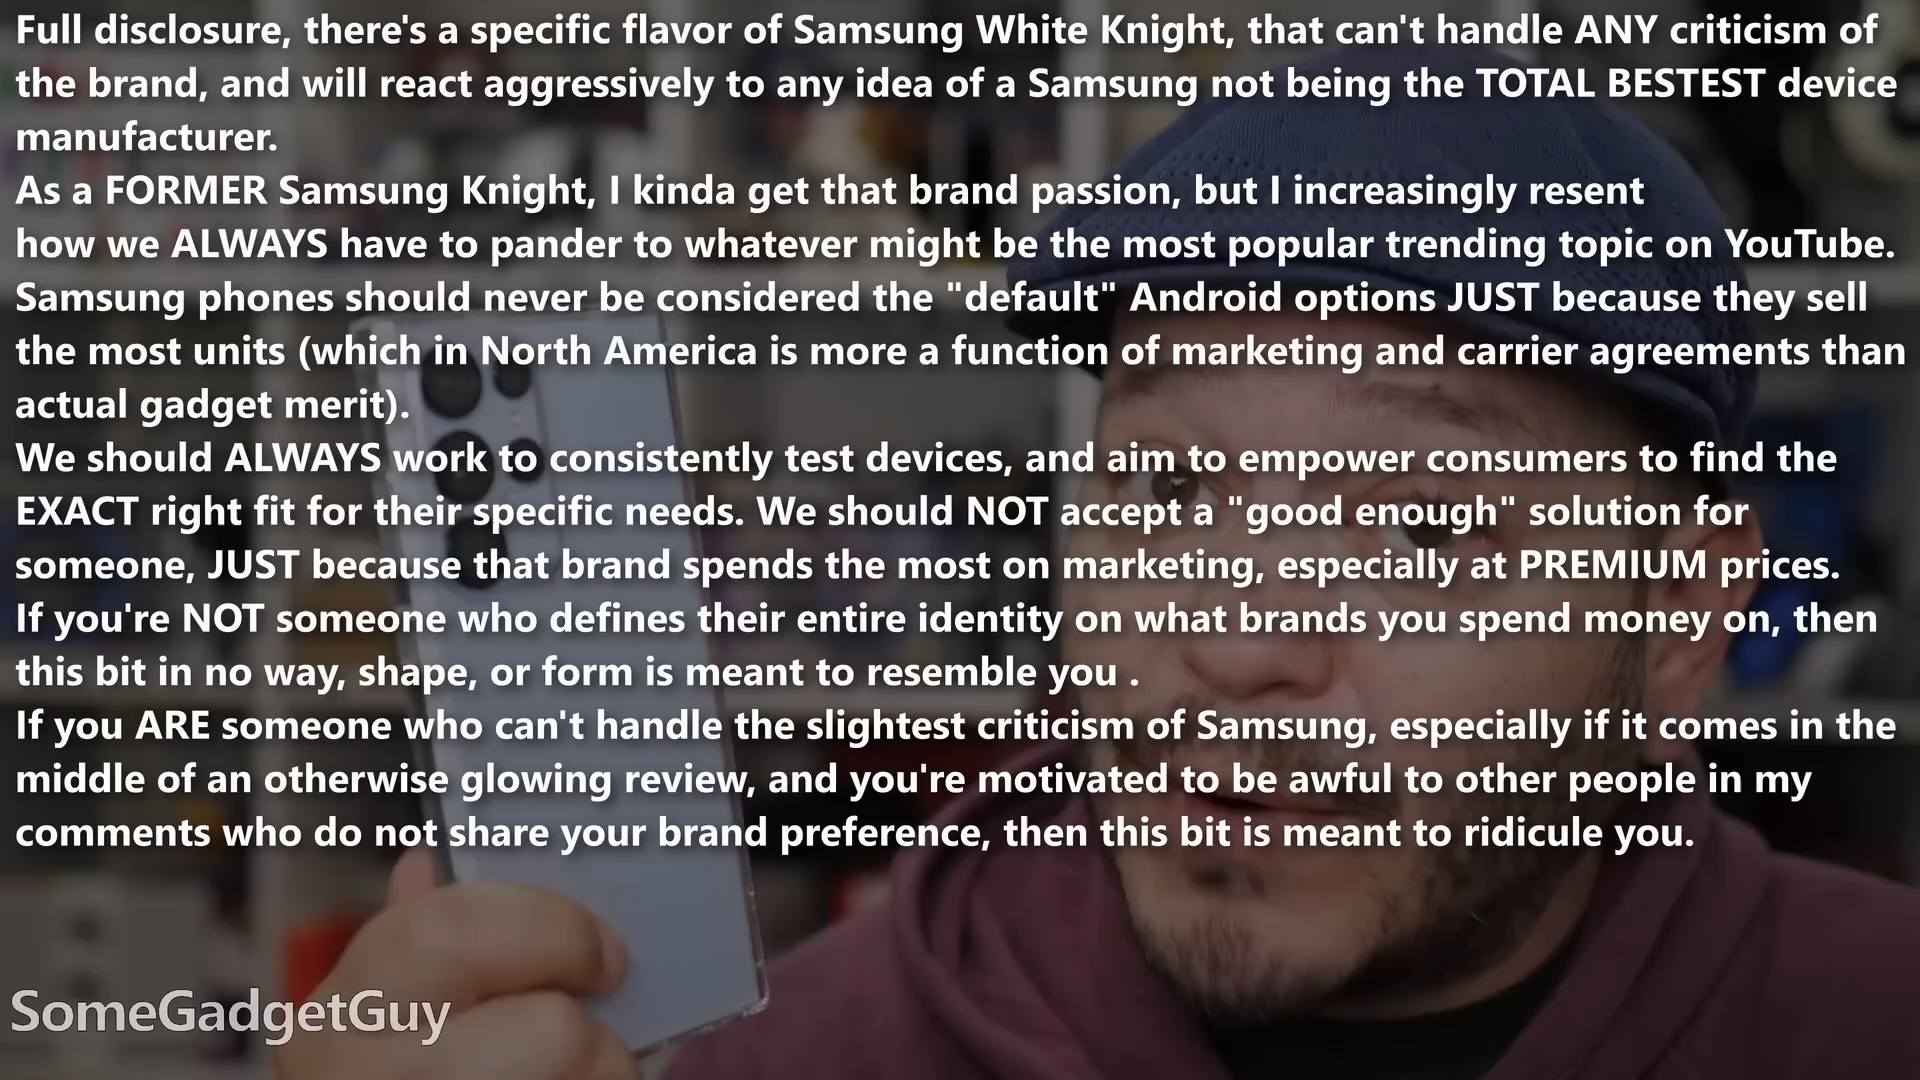 Full disclosure, there's a specific flavor of Samsung White Knight, that can't handle ANY criticism of
the brand, and will react aggressively to any idea of a Samsung not being the TOTAL BESTEST device
manufacturer.
As a FORMER Samsung Knight, I kinda get that brand passion, but I increasingly resent
how we ALWAYS have to pander to whatever might be the most popular trending topic on YouTube.
Samsung phones should never be considered the "default" Android options JUST because they sell
the most units (which in North America is more a function of marketing and carrier agreements than
actual gadget merit).
We should ALWAYS work to consistently test devices, and aim to empower consumers to find the
EXACT right fit for their specific needs. We should NOT accept a "good enough" solution for
someone, JUST because that brand spends the most on marketing, especially at PREMIUM prices.
If you're NOT someone who defines their entire identity on what brands you spend money on, then
this bit in no way, shape, or form is meant to resemble you .
If you ARE someone who can't handle the slightest criticism of Samsung, especially if it comes in the
middle of an otherwise glowing review, and you're motivated to be awful to other people in my
comments who do not share your brand preference, then this bit is meant to ridicule you.
SomeGadgetGuy